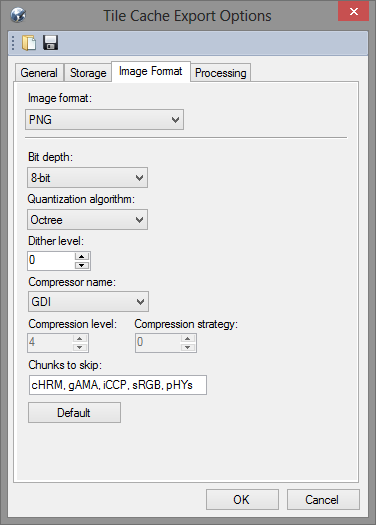 Tile Cache Export Options
General Storage Image Format Processing
Image format:
PNG
Bit depth:
8-bit
Quantization algorithm:
Octree
Dither level:
0
Compressor name:
GDI
Compression level: Compression strategy:
4 0
Chunks to skip:
cHRM, gAMA, iCCP, sRGB, pHYs
Default
OK Cancel